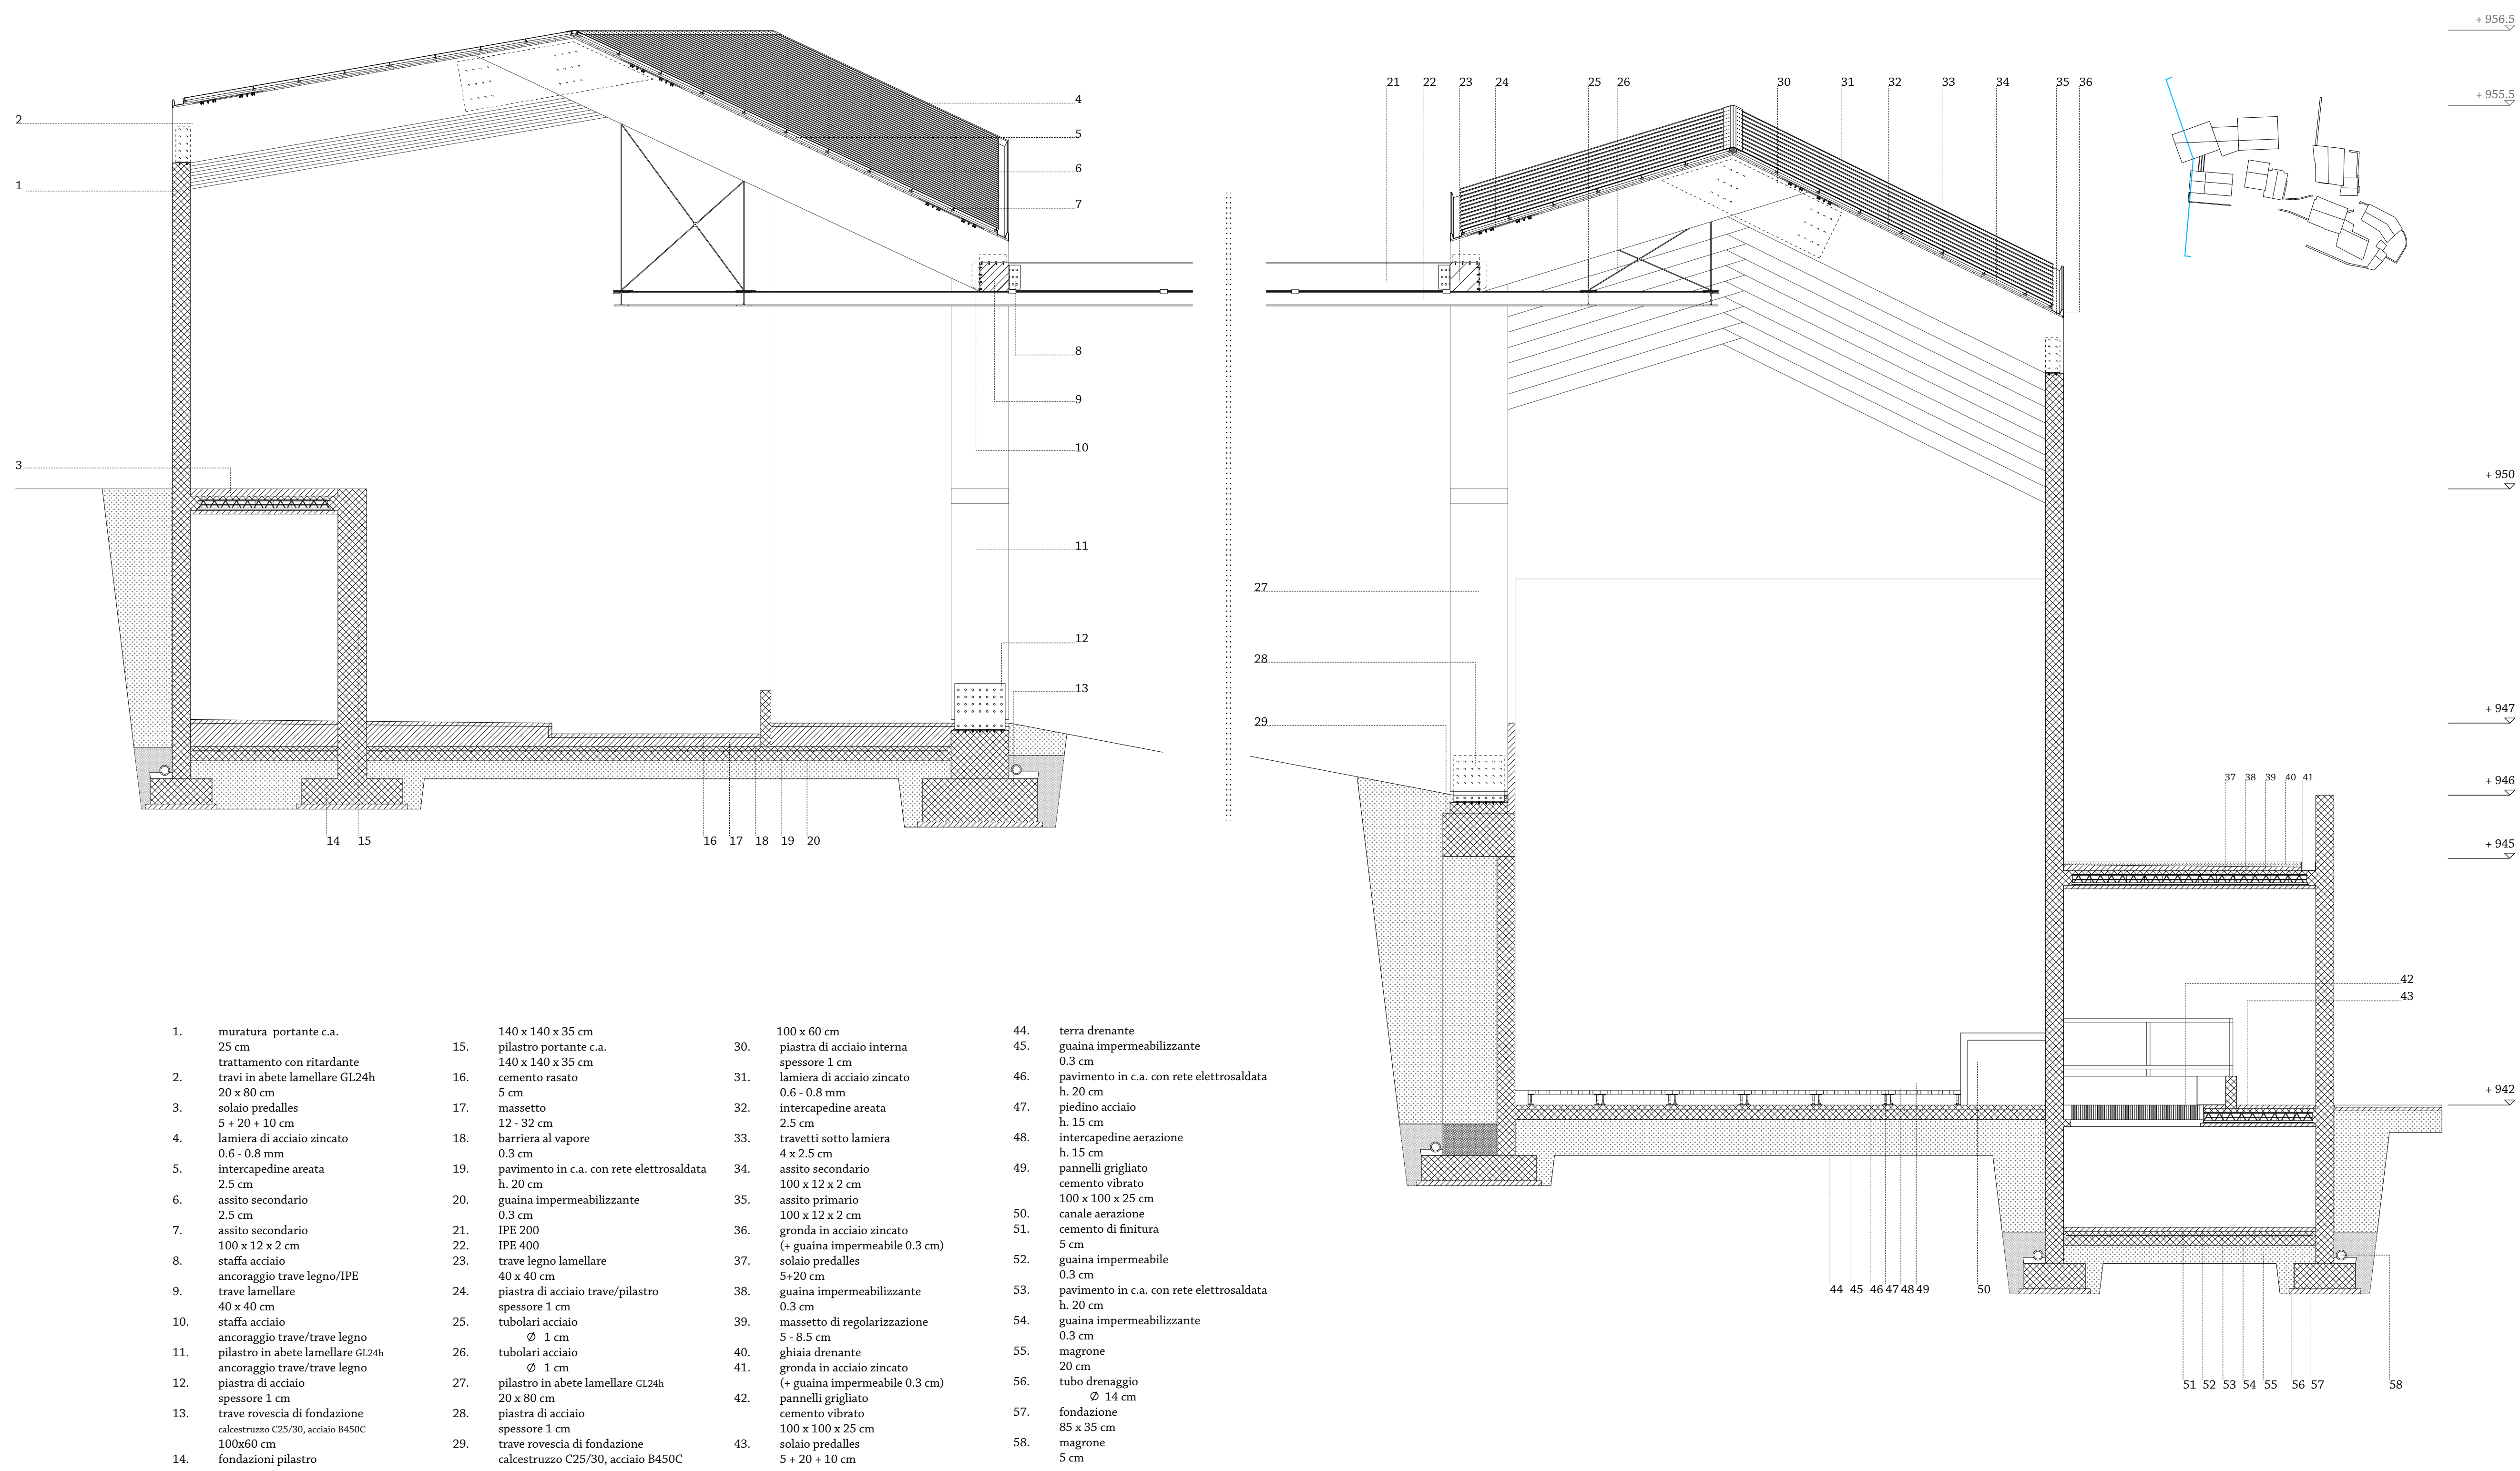 + 956.5
+ 955.5
21 22 23 24 25 26 30 31 32 33 34 35 36
4
2
5
6
1
7
3
+ 950
8
9
10
11
27
12
28
13
29
+ 947
14 15 16 17 18 19 20
37 38 39 40 41
+ 946
+ 945
42
43
+ 942
44 45 46 47 48 49 50
51 52 53 54 55 56 57 58
1. muratura portante c.a.
25 cm
trattamento con ritardante
2. travi in abete lamellare GL24h
20 x 80 cm
3. solaio predalles
5 + 20 + 10 cm
4. lamiera di acciaio zincato
0.6 - 0.8 mm
5. intercapedine areata
2.5 cm
6. assito secondario
2.5 cm
7. assito secondario
100 x 12 x 2 cm
8. staffa acciaio
ancoraggio trave legno/IPE
9. trave lamellare
40 x 40 cm
10. staffa acciaio
ancoraggio trave/trave legno
11. pilastro in abete lamellare GL24h
ancoraggio trave/trave legno
12. piastra di acciaio
spessore 1 cm
13. trave rovescia di fondazione
calcestruzzo C25/30, acciaio B450C
100x60 cm
14. fondazioni pilastro
140 x 140 x 35 cm
15. pilastro portante c.a.
140 x 140 x 35 cm
16. cemento rasato
5 cm
17. massetto
12 - 32 cm
18. barriera al vapore
0.3 cm
19. pavimento in c.a. con rete elettrosaldata
h. 20 cm
20. guaina impermeabilizzante
0.3 cm
21. IPE 200
22. IPE 400
23. trave legno lamellare
40 x 40 cm
24. piastra di acciaio trave/pilastro
spessore 1 cm
25. tubolari acciaio
Ø 1 cm
26. tubolari acciaio
Ø 1 cm
27. pilastro in abete lamellare GL24h
20 x 80 cm
28. piastra di acciaio
spessore 1 cm
29. trave rovescia di fondazione
calcestruzzo C25/30, acciaio B450C
100 x 60 cm
30. piastra di acciaio interna
spessore 1 cm
31. lamiera di acciaio zincato
0.6 - 0.8 mm
32. intercapedine areata
2.5 cm
33. travetti sotto lamiera
4 x 2.5 cm
34. assito secondario
100 x 12 x 2 cm
35. assito primario
100 x 12 x 2 cm
36. gronda in acciaio zincato
(+ guaina impermeabile 0.3 cm)
37. solaio predalles
5+20 cm
38. guaina impermeabilizzante
0.3 cm
39. massetto di regolarizzazione
5 - 8.5 cm
40. ghiaia drenante
41. gronda in acciaio zincato
(+ guaina impermeabile 0.3 cm)
42. pannelli grigliato
cemento vibrato
100 x 100 x 25 cm
43. solaio predalles
5 + 20 + 10 cm
44. terra drenante
45. guaina impermeabilizzante
0.3 cm
46. pavimento in c.a. con rete elettrosaldata
h. 20 cm
47. piedino acciaio
h. 15 cm
48. intercapedine aerazione
h. 15 cm
49. pannelli grigliato
cemento vibrato
100 x 100 x 25 cm
50. canale aerazione
51. cemento di finitura
5 cm
52. guaina impermeabile
0.3 cm
53. pavimento in c.a. con rete elettrosaldata
h. 20 cm
54. guaina impermeabilizzante
0.3 cm
55. magrone
20 cm
56. tubo drenaggio
Ø 14 cm
57. fondazione
85 x 35 cm
58. magrone
5 cm